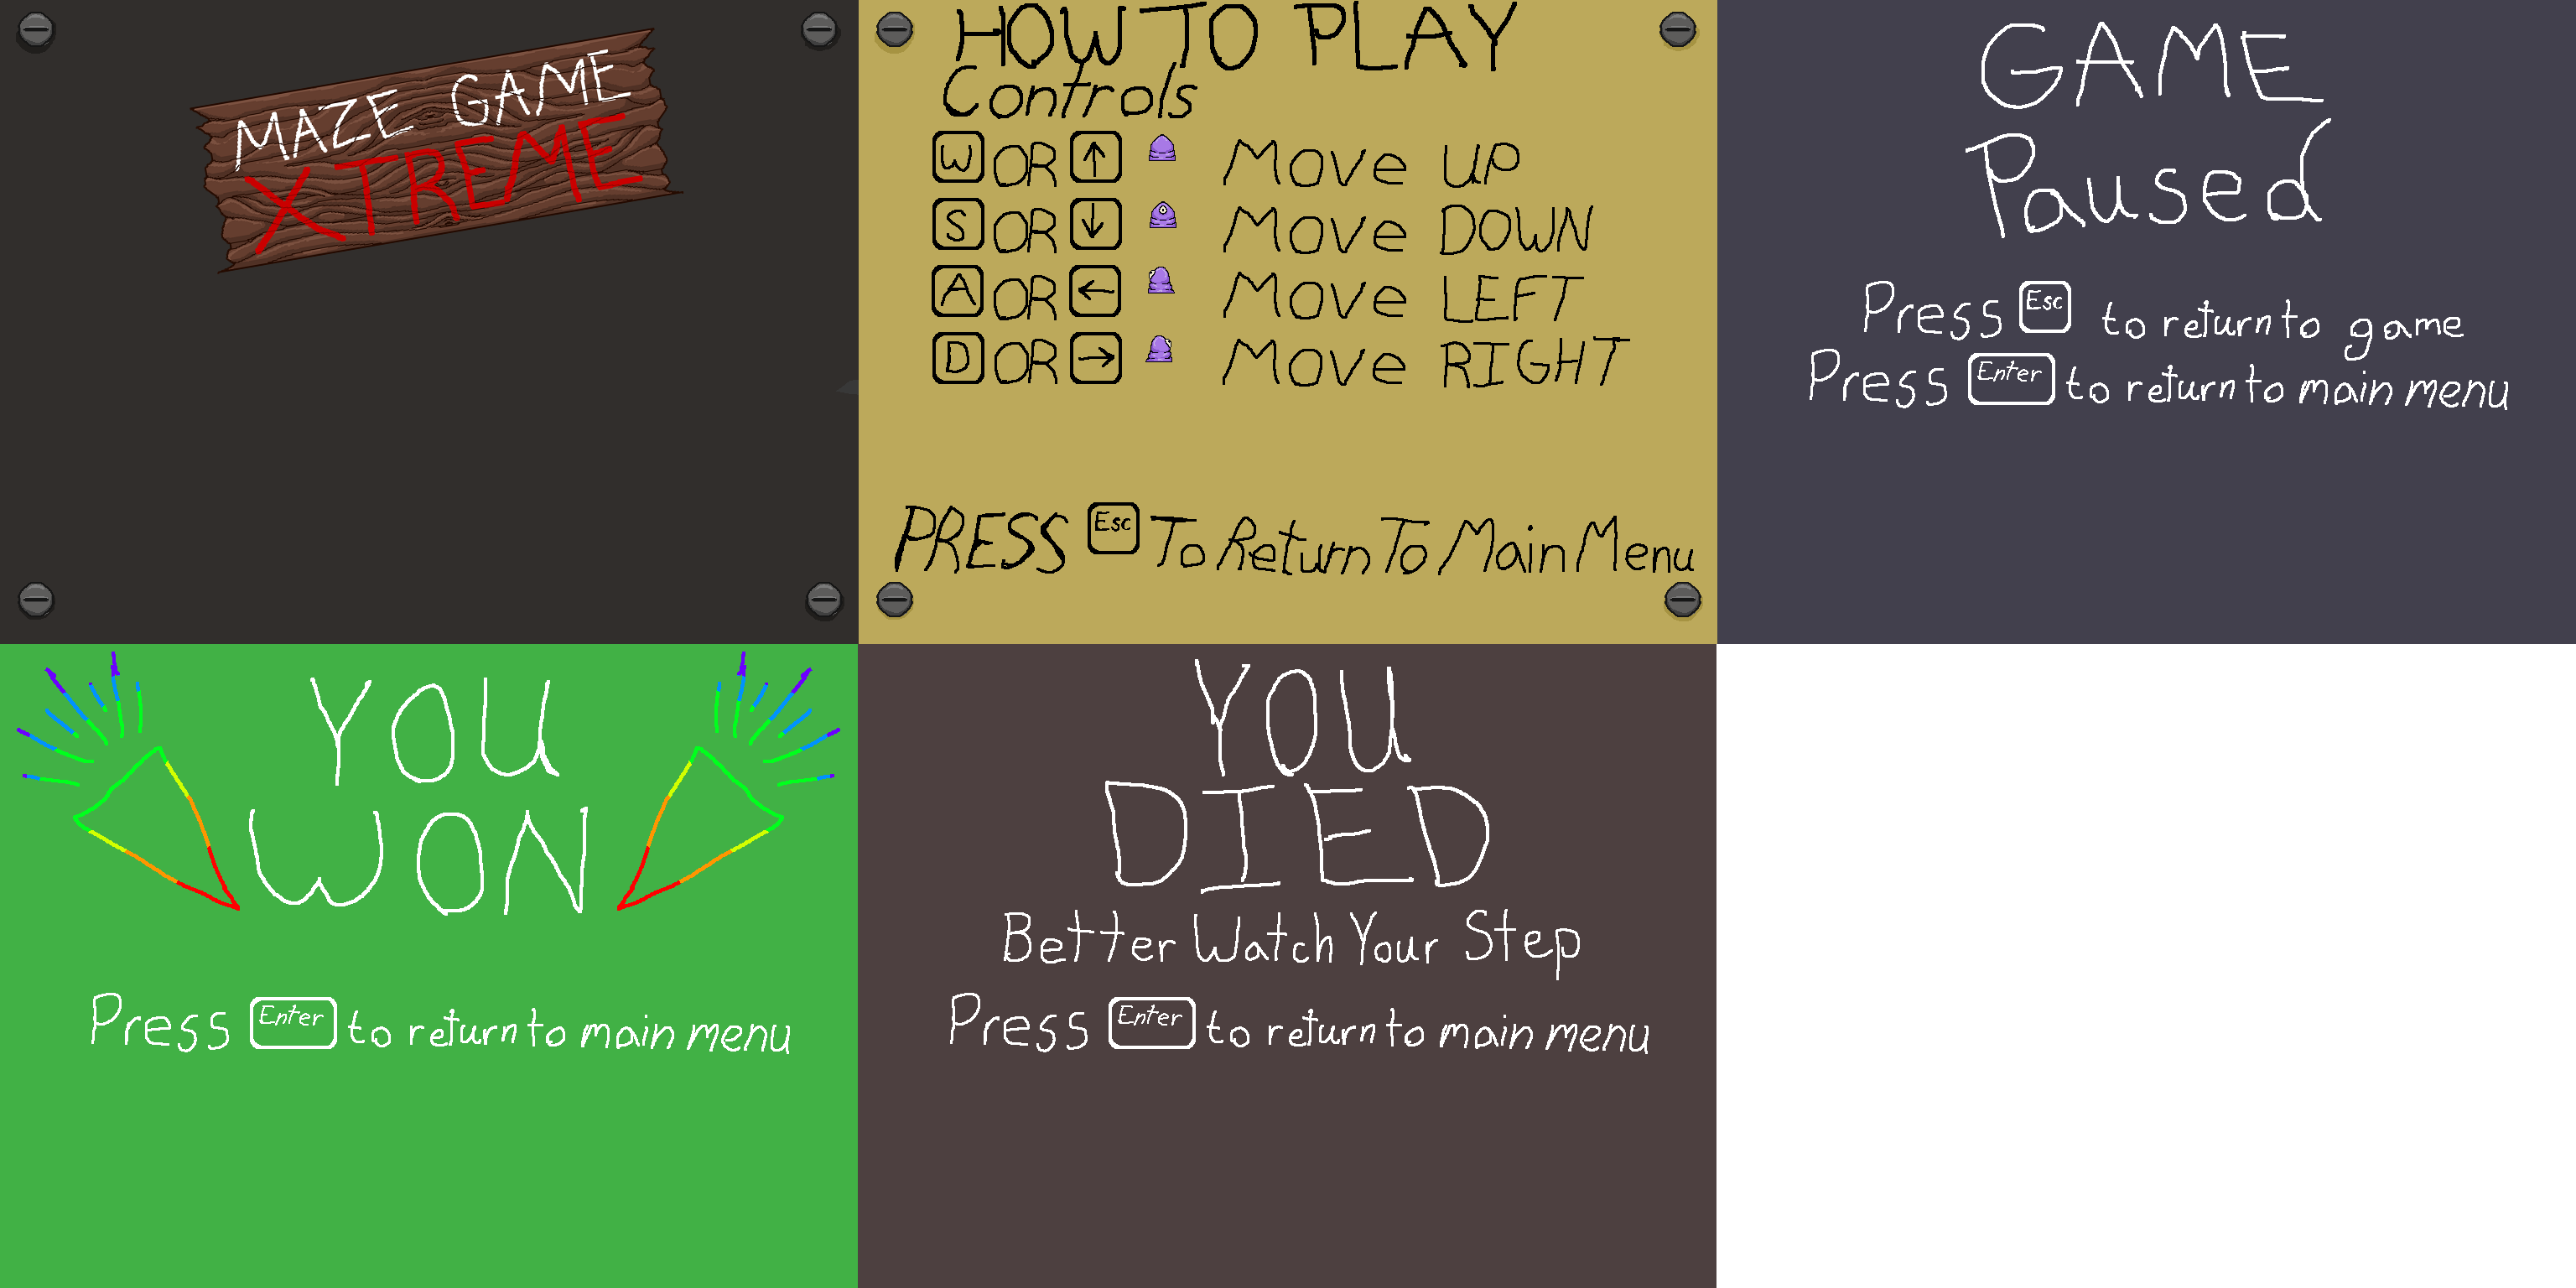 MAZE GAME
XTREME
HOW TO PLAY
Controls
W OR ↑ Move UP
S OR ↓ Move DOWN
A OR ← Move LEFT
D OR → Move RIGHT
PRESS Esc To Return To Main Menu
GAME
Paused
Press Esc to return to game
Press Enter to return to main menu
YOU
WON
Press Enter to return to main menu
YOU
DIED
Better Watch Your Step
Press Enter to return to main menu